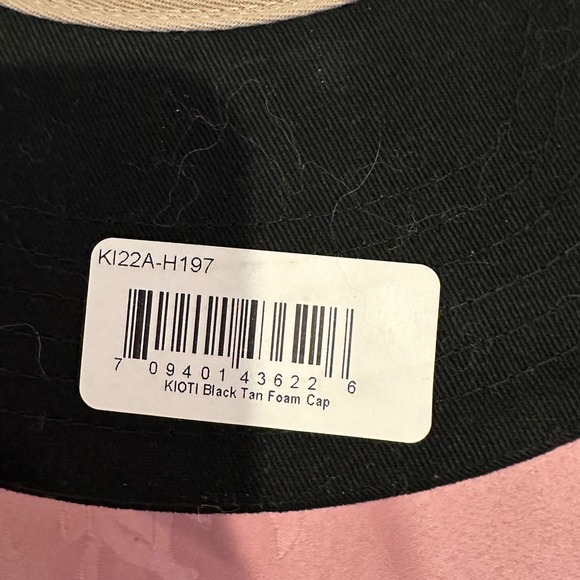 KI22A-H197
7 09401 43622 6
KIOTI Black Tan Foam Cap